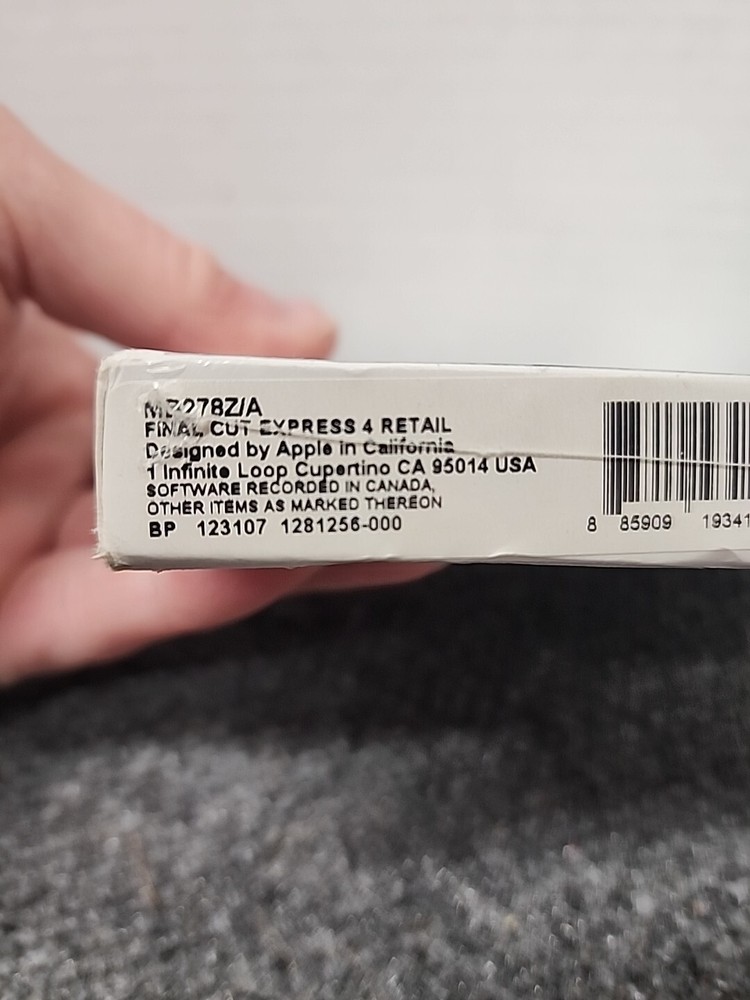 FINAL CUT EXPRESS 4 RETAIL
Designed by Apple in California
1 Infinite Loop Cupertino CA 95014 USA
SOFTWARE RECORDED IN CANADA,
OTHER ITEMS AS MARKED THEREON
BP 123107 1281256-000
8 85909 19341